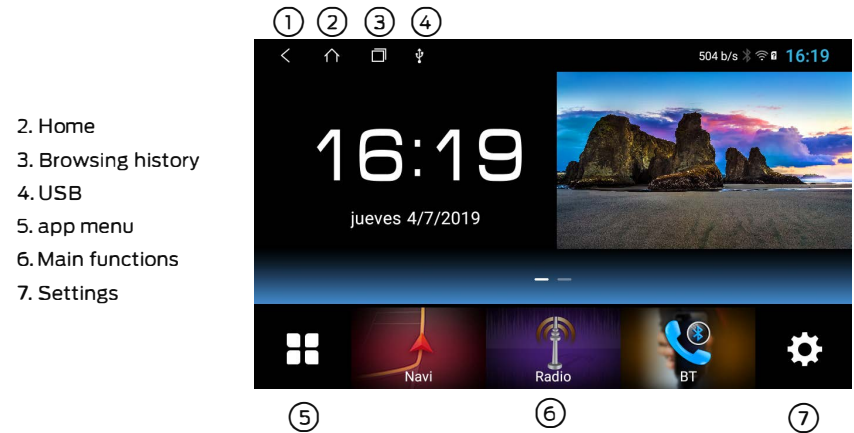 1 2 3 4
504 b/s 16:19
2. Home
3. Browsing history
4. USB
5. app menu
6. Main functions
7. Settings
16:19
jueves 4/7/2019
Navi Radio BT
5 6 7